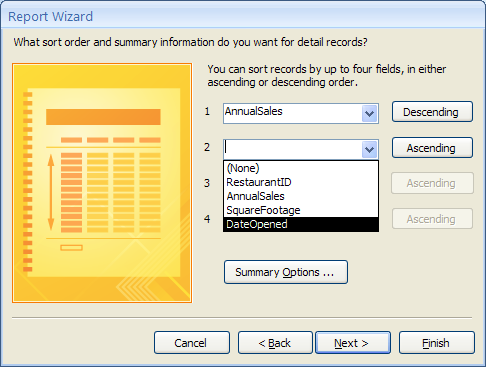 Report Wizard
What sort order and summary information do you want for detail records?
You can sort records by up to four fields, in either
ascending or descending order.
1 AnnualSales Descending
2 Ascending
(None)
RestaurantID
3 Ascending
AnnualSales
SquareFootage
4 Ascending
DateOpened
Summary Options ...
Cancel < Back Next > Finish